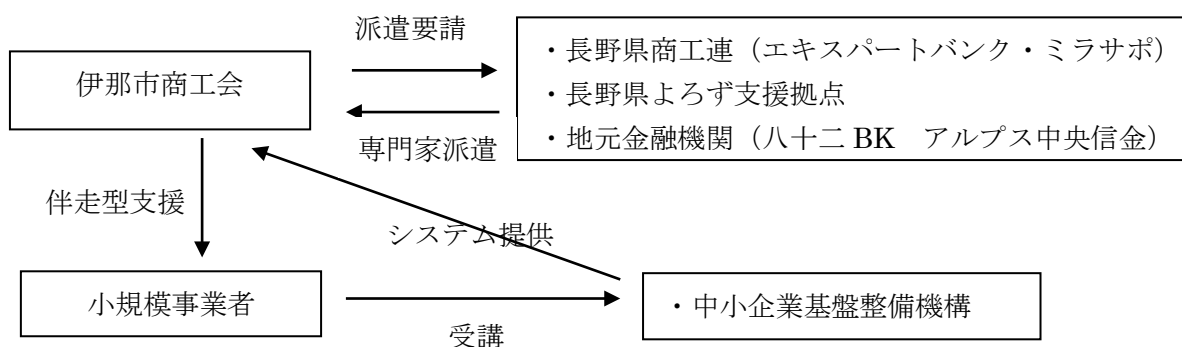 派遣要請
伊那市商工会
・長野県商工連（エキスパートバンク・ミラサポ）
・長野県よろず支援拠点
・地元金融機関（八十二 BK　アルプス中央信金）
専門家派遣
伴走型支援
システム提供
小規模事業者
・中小企業基盤整備機構
受講